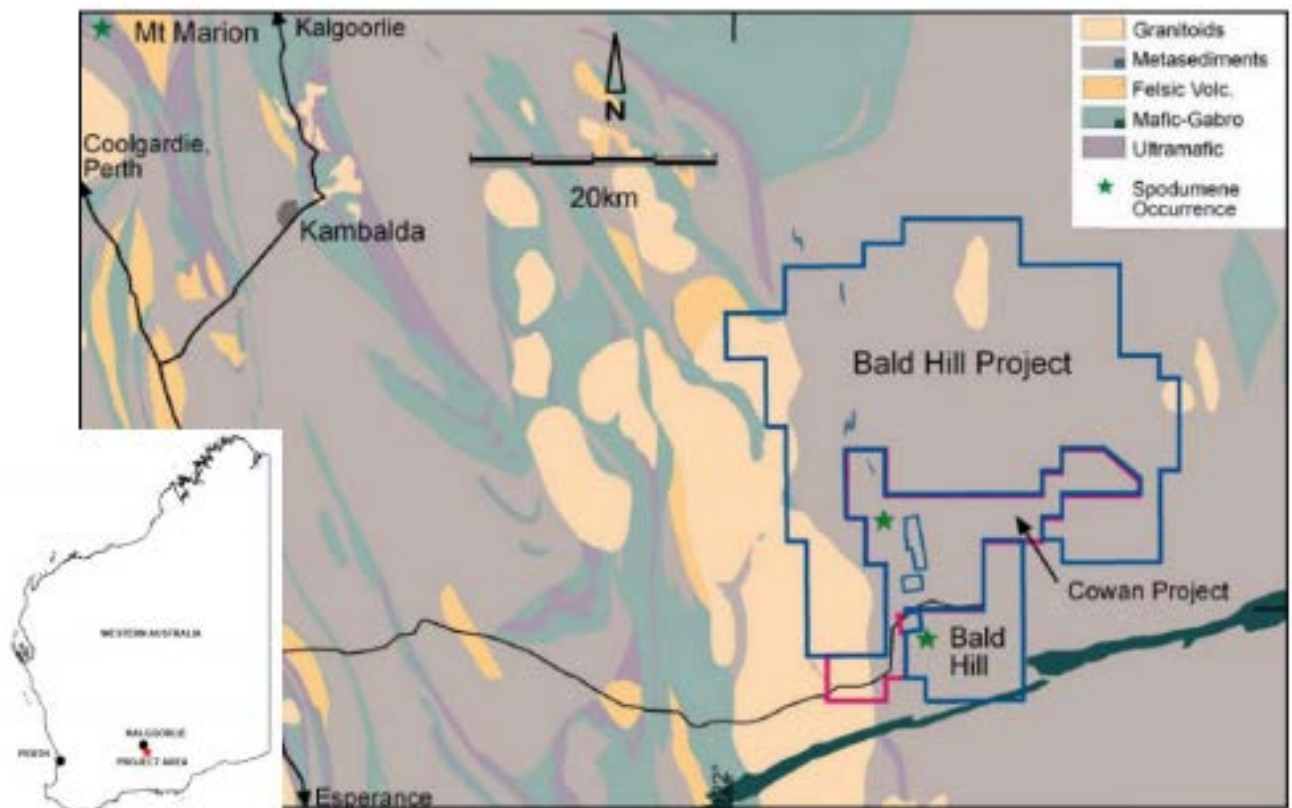 Mt Marion
Kalgoorlie
Granitoids
Metasediments
Felsic Volc.
Mafic-Gabro
Ultramafic
Spodumene
Occurrence
N
20km
Coolgardie,
Perth
Kambalda
Bald Hill Project
Cowan Project
Bald
Hill
Esperance
WESTERN AUSTRALIA
KALGOORLIE
PERTH
PROJECT AREA